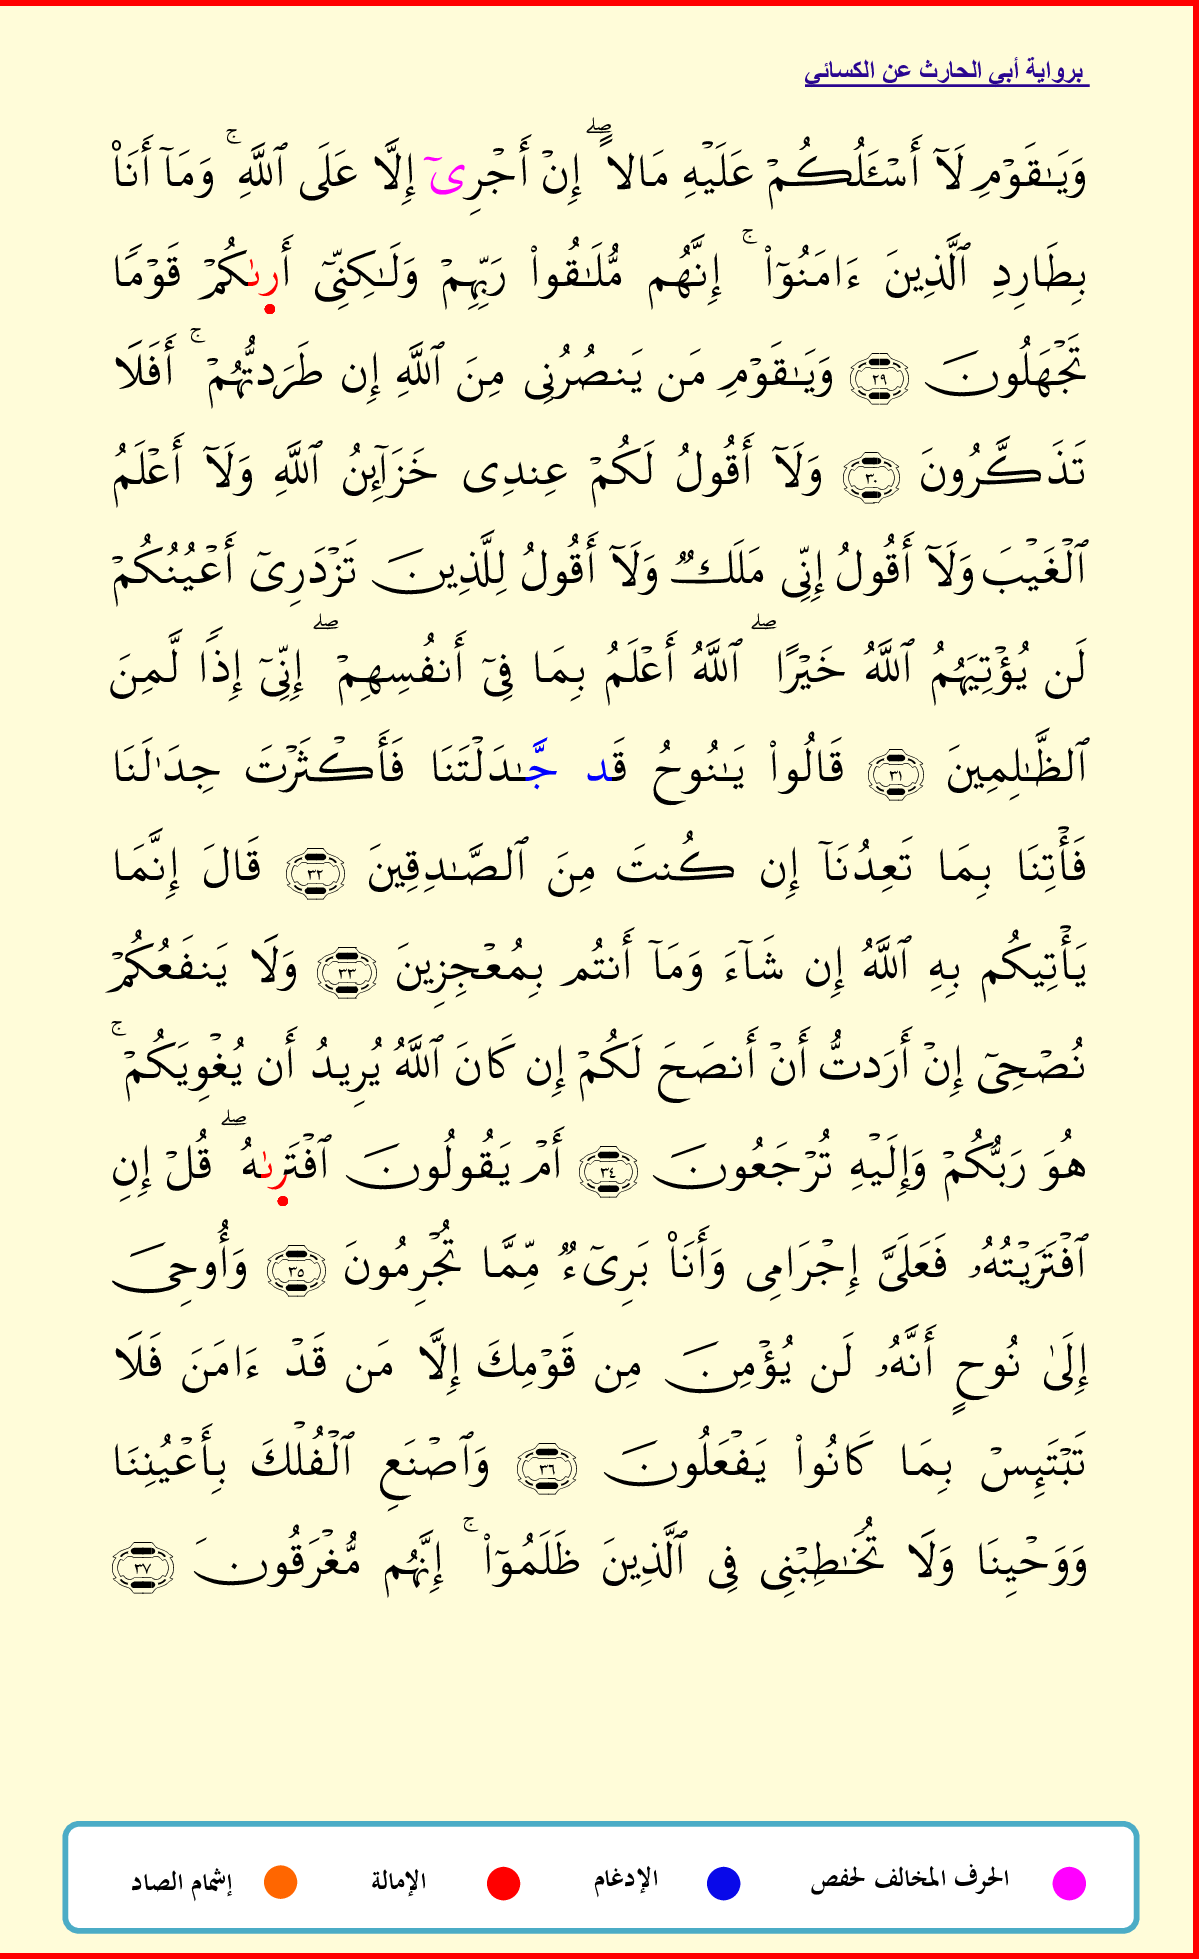 برواية أبي الحارث عن الكسائي
وَيَـٰقَوْمِ لَآ أَسْـَٔلُكُمْ عَلَيْهِ مَالًا ۖ إِنْ أَجْرِىٓ إِلَّا عَلَى ٱللَّهِ ۚ وَمَآ أَنَا۠
بِطَارِدِ ٱلَّذِينَ ءَامَنُوٓا۟ ۚ إِنَّهُم مُّلَـٰقُوا۟ رَبِّهِمْ وَلَـٰكِنِّىٓ أَرىٰكُمْ قَوْمًا
تَجْهَلُونَ ٢٩ وَيَـٰقَوْمِ مَن يَنصُرُنِى مِنَ ٱللَّهِ إِن طَرَدتُّهُمْ ۚ أَفَلَا
تَذَكَّرُونَ ٣٠ وَلَآ أَقُولُ لَكُمْ عِندِى خَزَآئِنُ ٱللَّهِ وَلَآ أَعْلَمُ
ٱلْغَيْبَ وَلَآ أَقُولُ إِنِّى مَلَكٌ وَلَآ أَقُولُ لِلَّذِينَ تَزْدَرِىٓ أَعْيُنُكُمْ
لَن يُؤْتِيَهُمُ ٱللَّهُ خَيْرًا ۖ ٱللَّهُ أَعْلَمُ بِمَا فِىٓ أَنفُسِهِمْ ۖ إِنِّىٓ إِذًا لَّمِنَ
ٱلظَّـٰلِمِينَ ٣١ قَالُوا۟ يَـٰنُوحُ قَد جَّـٰدَلْتَنَا فَأَكْثَرْتَ جِدَٰلَنَا
فَأْتِنَا بِمَا تَعِدُنَآ إِن كُنتَ مِنَ ٱلصَّـٰدِقِينَ ٣٢ قَالَ إِنَّمَا
يَأْتِيكُم بِهِ ٱللَّهُ إِن شَآءَ وَمَآ أَنتُم بِمُعْجِزِينَ ٣٣ وَلَا يَنفَعُكُمْ
نُصْحِىٓ إِنْ أَرَدتُّ أَنْ أَنصَحَ لَكُمْ إِن كَانَ ٱللَّهُ يُرِيدُ أَن يُغْوِيَكُمْ ۚ
هُوَ رَبُّكُمْ وَإِلَيْهِ تُرْجَعُونَ ٣٤ أَمْ يَقُولُونَ ٱفْتَرىٰهُ ۖ قُلْ إِنِ
ٱفْتَرَيْتُهُۥ فَعَلَىَّ إِجْرَامِى وَأَنَا۠ بَرِىٓءٌ مِّمَّا تُجْرِمُونَ ٣٥ وَأُوحِىَ
إِلَىٰ نُوحٍ أَنَّهُۥ لَن يُؤْمِنَ مِن قَوْمِكَ إِلَّا مَن قَدْ ءَامَنَ فَلَا
تَبْتَئِسْ بِمَا كَانُوا۟ يَفْعَلُونَ ٣٦ وَٱصْنَعِ ٱلْفُلْكَ بِأَعْيُنِنَا
وَوَحْيِنَا وَلَا تُخَـٰطِبْنِى فِى ٱلَّذِينَ ظَلَمُوٓا۟ ۚ إِنَّهُم مُّغْرَقُونَ ٣٧
الحرف المخالف لحفص الإدغام الإمالة إشمام الصاد